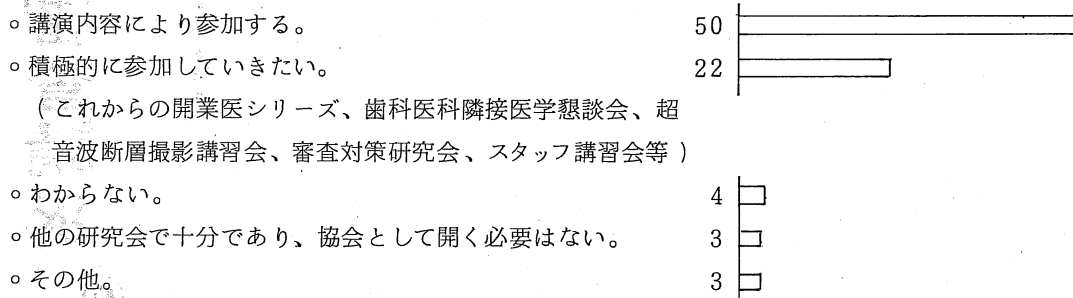 ○講演内容により参加する。 50
○積極的に参加していきたい。 22
(これからの開業医シリーズ、歯科医科隣接医学懇談会、超
音波断層撮影講習会、審査対策研究会、スタッフ講習会等)
○わからない。 4
○他の研究会で十分であり、協会として開く必要はない。 3
○その他。 3